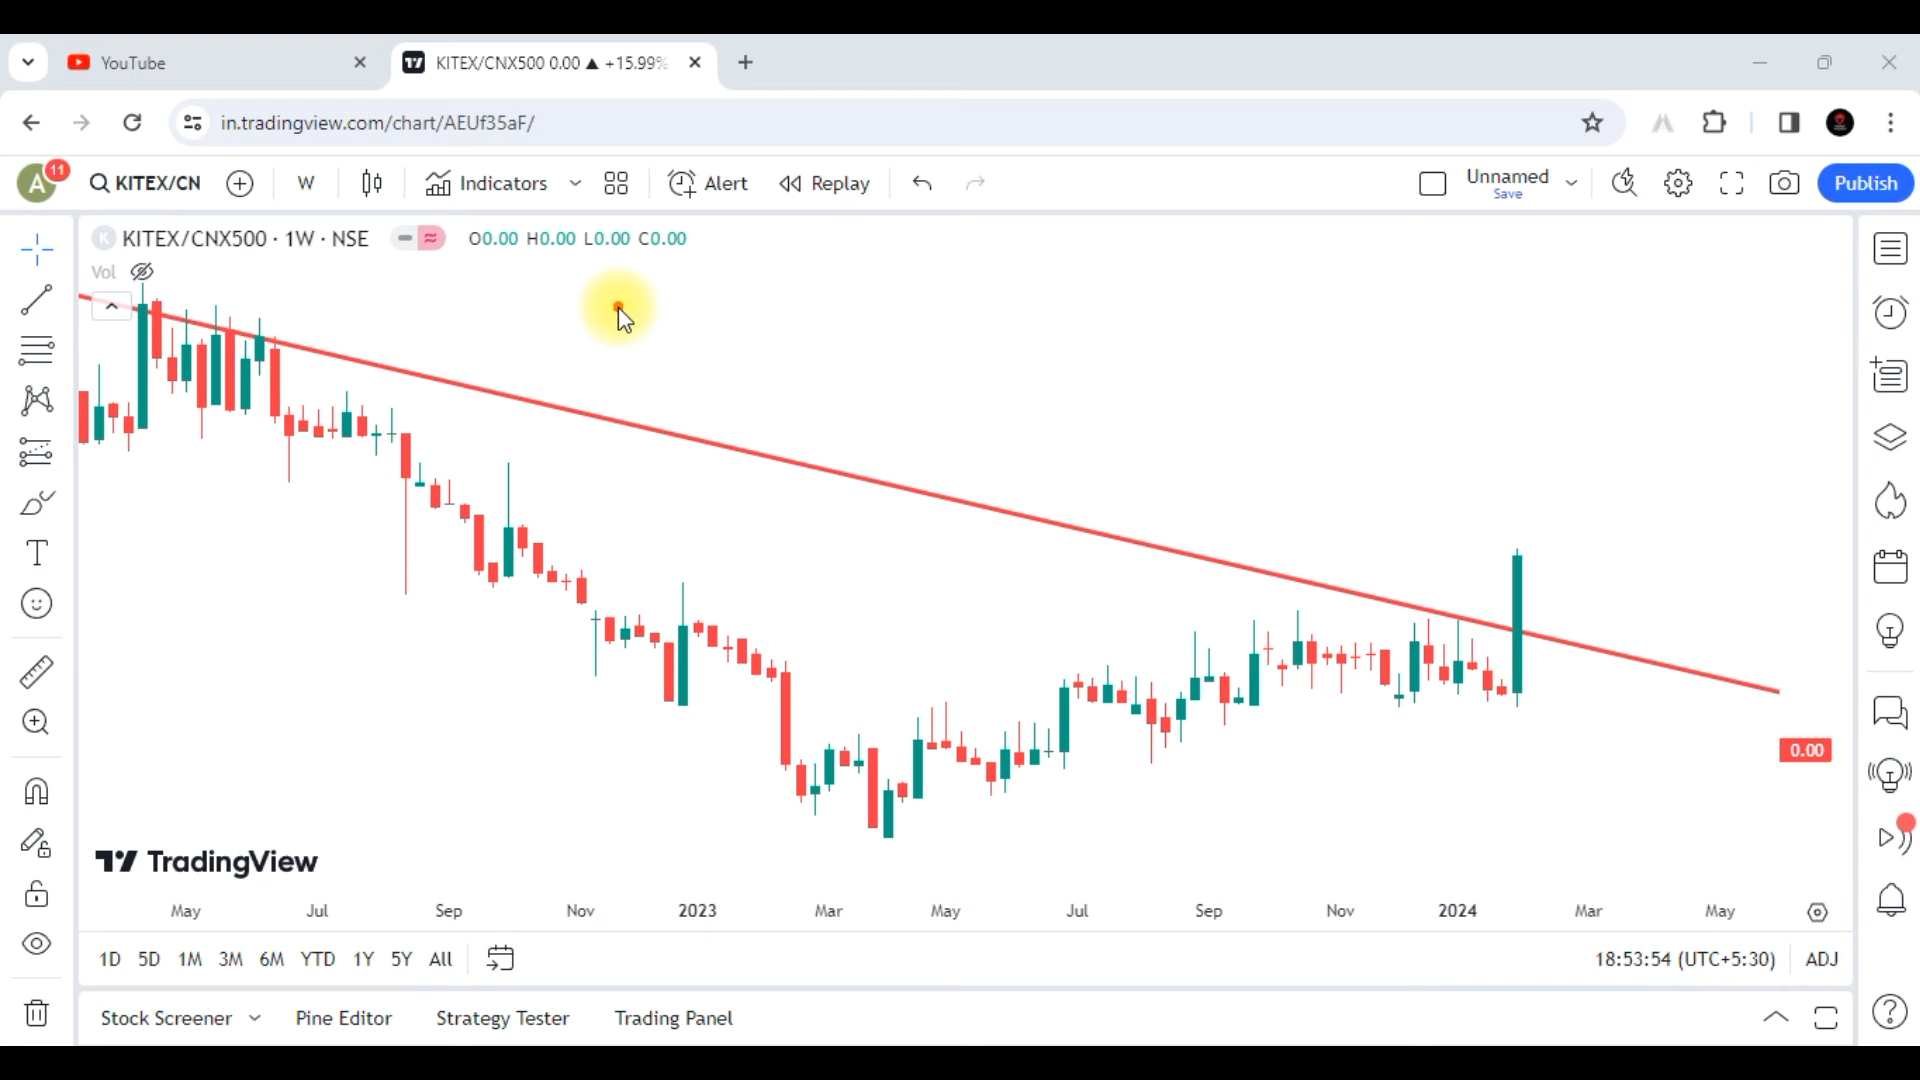 YouTube
KITEX/CNX500 0.00 ▲ +15.99%
in.tradingview.com/chart/AEUf35aF/
A 11 KITEX/CN W Indicators Alert Replay Unnamed Publish
Save
K KITEX/CNX500 · 1W · NSE O0.00 H0.00 L0.00 C0.00
Vol
0.00
TradingView
May Jul Sep Nov 2023 Mar May Jul Sep Nov 2024 Mar May
1D 5D 1M 3M 6M YTD 1Y 5Y All 18:53:54 (UTC+5:30) ADJ
Stock Screener Pine Editor Strategy Tester Trading Panel